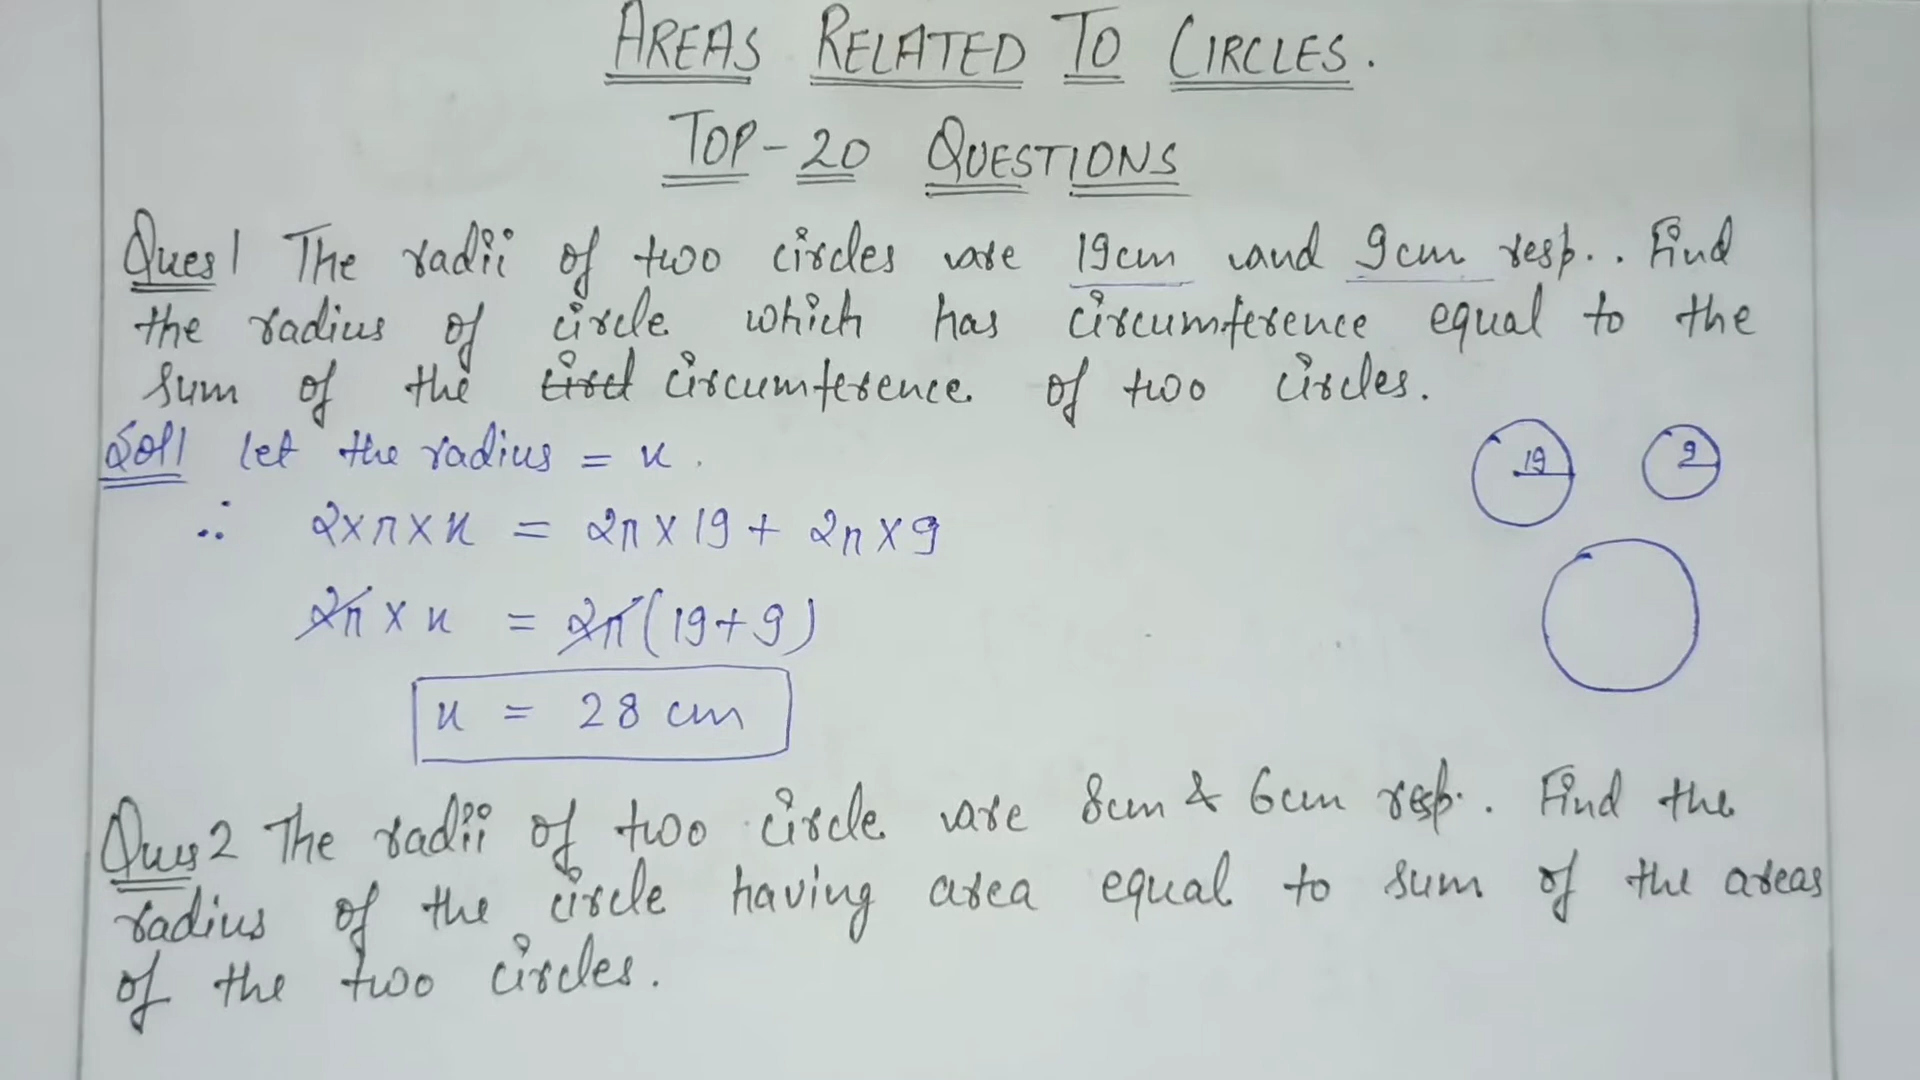 AREAS RELATED TO CIRCLES.
TOP-20 QUESTIONS
Ques1 The radii of two circles are 19cm and 9cm resp.. Find
the radius of circle which has circumference equal to the
sum of the circl circumference of two circles.
Sol1 let the radius = x.
19
9
∴ 2×π×x = 2π×19 + 2π×9
2π×x = 2π(19+9)
x = 28 cm
Ques2 The radii of two circle are 8cm & 6cm resp.. Find the
radius of the circle having area equal to sum of the areas
of the two circles.